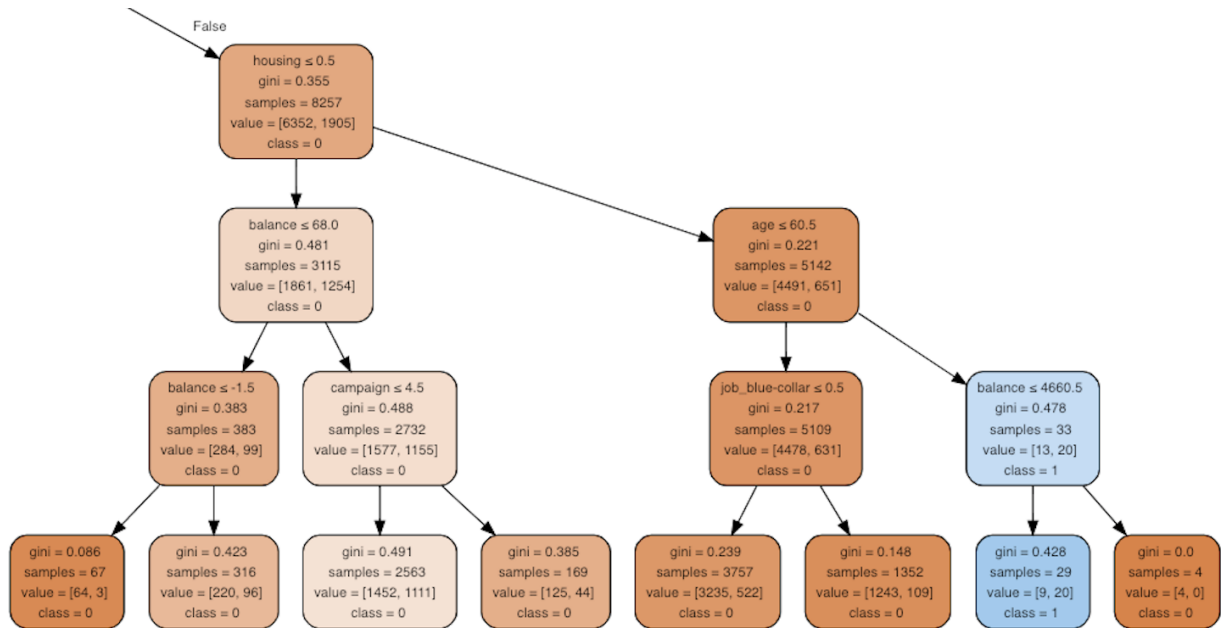 False
housing ≤ 0.5
gini = 0.355
samples = 8257
value = [6352, 1905]
class = 0
balance ≤ 68.0
gini = 0.481
samples = 3115
value = [1861, 1254]
class = 0
age ≤ 60.5
gini = 0.221
samples = 5142
value = [4491, 651]
class = 0
balance ≤ -1.5
gini = 0.383
samples = 383
value = [284, 99]
class = 0
campaign ≤ 4.5
gini = 0.488
samples = 2732
value = [1577, 1155]
class = 0
job_blue-collar ≤ 0.5
gini = 0.217
samples = 5109
value = [4478, 631]
class = 0
balance ≤ 4660.5
gini = 0.478
samples = 33
value = [13, 20]
class = 1
gini = 0.086
samples = 67
value = [64, 3]
class = 0
gini = 0.423
samples = 316
value = [220, 96]
class = 0
gini = 0.491
samples = 2563
value = [1452, 1111]
class = 0
gini = 0.385
samples = 169
value = [125, 44]
class = 0
gini = 0.239
samples = 3757
value = [3235, 522]
class = 0
gini = 0.148
samples = 1352
value = [1243, 109]
class = 0
gini = 0.428
samples = 29
value = [9, 20]
class = 1
gini = 0.0
samples = 4
value = [4, 0]
class = 0